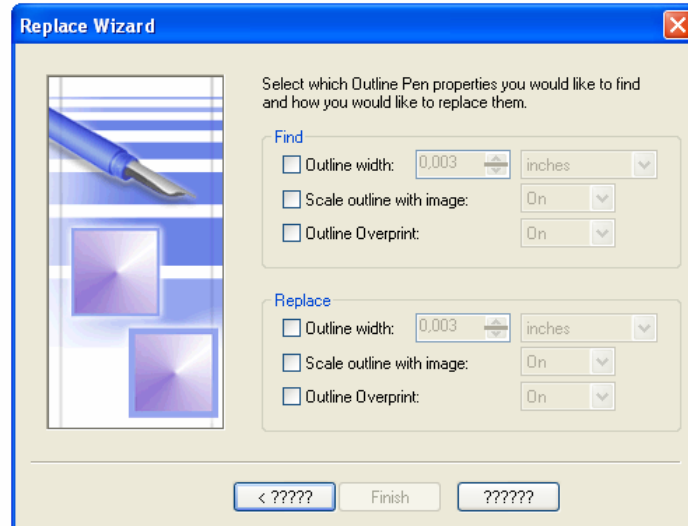 Replace Wizard
Select which Outline Pen properties you would like to find
and how you would like to replace them.
Find
Outline width: 0,003 inches
Scale outline with image: On
Outline Overprint: On
Replace
Outline width: 0,003 inches
Scale outline with image: On
Outline Overprint: On
< ????? Finish ??????